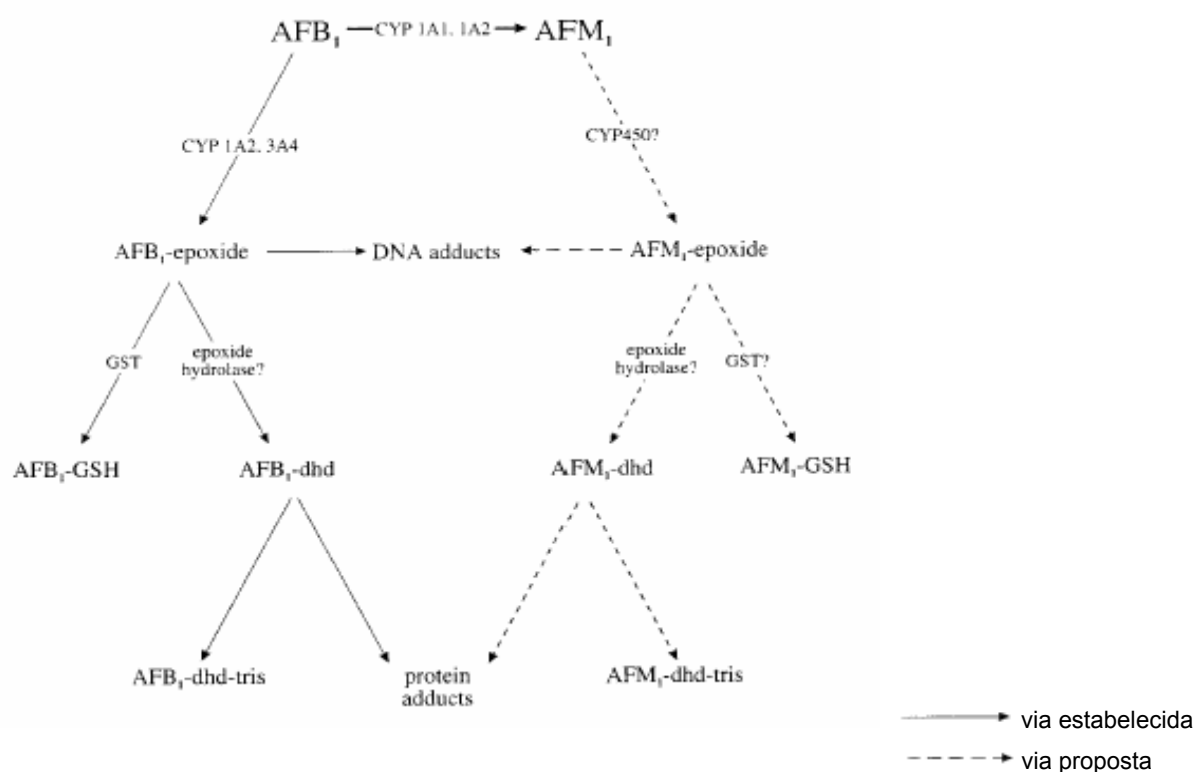 AFB₁ CYP 1A1, 1A2 AFM₁
CYP 1A2, 3A4 CYP450?
AFB₁-epoxide DNA adducts AFM₁-epoxide
GST epoxide hydrolase? epoxide hydrolase? GST?
AFB₁-GSH AFB₁-dhd AFM₁-dhd AFM₁-GSH
AFB₁-dhd-tris protein adducts AFM₁-dhd-tris
via estabelecida
via proposta